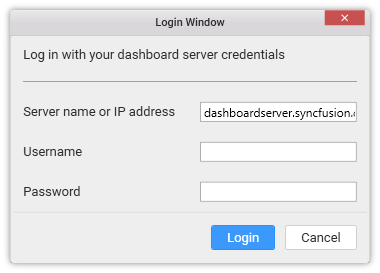 Login Window
Log in with your dashboard server credentials
Server name or IP address
dashboardserver.syncfusion.
Username
Password
Login
Cancel